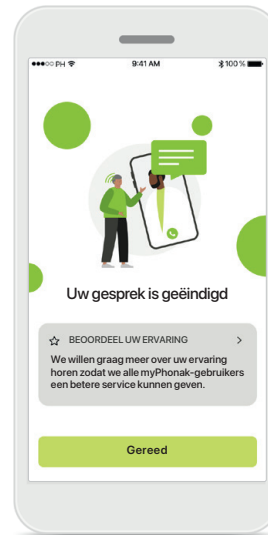 PH 9:41 AM 100 %
Uw gesprek is geëindigd
BEOORDEEL UW ERVARING
We willen graag meer over uw ervaring
horen zodat we alle myPhonak-gebruikers
een betere service kunnen geven.
Gereed